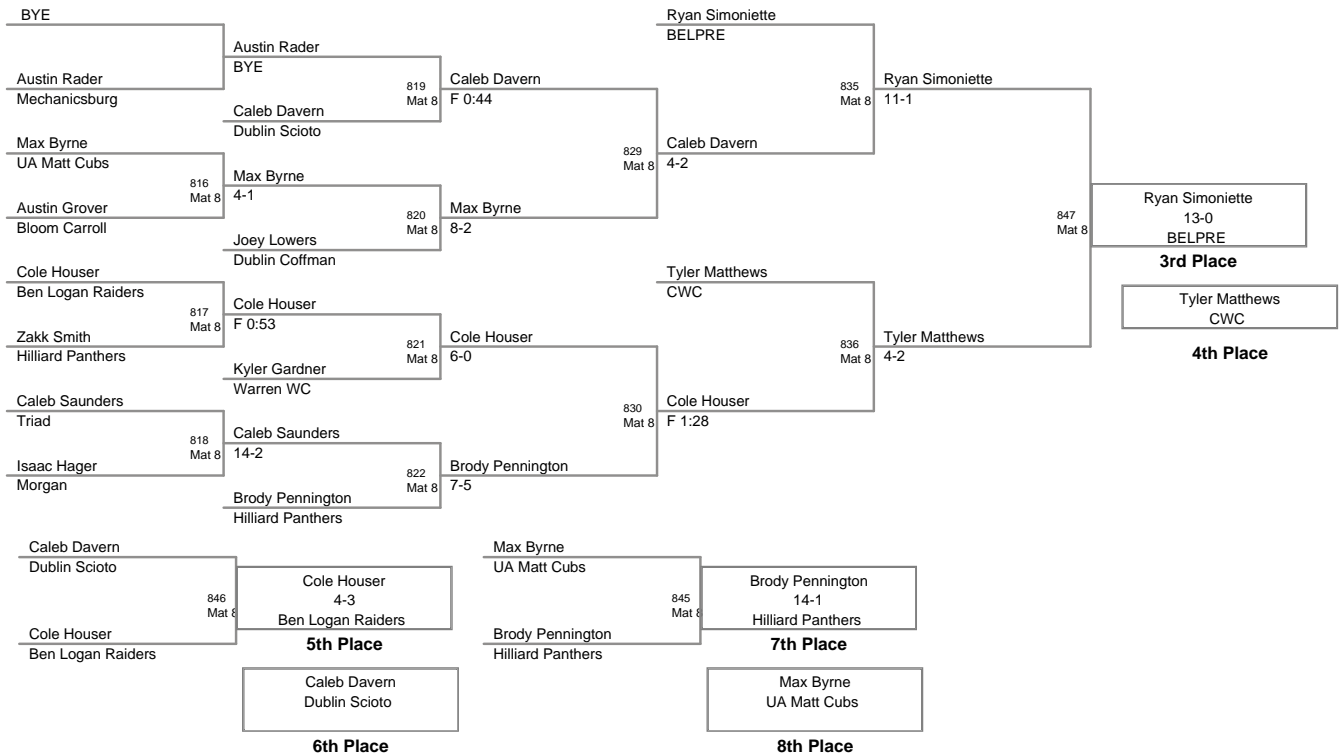 BYE
Austin Rader
Mechanicsburg
Max Byrne
UA Matt Cubs
Austin Grover
Bloom Carroll
Cole Houser
Ben Logan Raiders
Zakk Smith
Hilliard Panthers
Caleb Saunders
Triad
Isaac Hager
Morgan
816
Mat 8
817
Mat 8
818
Mat 8
Austin Rader
BYE
Caleb Davern
Dublin Scioto
Max Byrne
4-1
Joey Lowers
Dublin Coffman
Cole Houser
F 0:53
Kyler Gardner
Warren WC
Caleb Saunders
14-2
Brody Pennington
Hilliard Panthers
819
Mat 8
820
Mat 8
821
Mat 8
822
Mat 8
Caleb Davern
F 0:44
Max Byrne
8-2
Cole Houser
6-0
Brody Pennington
7-5
829
Mat 8
830
Mat 8
Ryan Simoniette
BELPRE
Caleb Davern
4-2
Tyler Matthews
CWC
Cole Houser
F 1:28
835
Mat 8
836
Mat 8
Ryan Simoniette
11-1
Tyler Matthews
4-2
847
Mat 8
Ryan Simoniette
13-0
BELPRE
3rd Place
Tyler Matthews
CWC
4th Place
Caleb Davern
Dublin Scioto
846
Mat 8
Cole Houser
Ben Logan Raiders
Cole Houser
4-3
Ben Logan Raiders
5th Place
Caleb Davern
Dublin Scioto
6th Place
Max Byrne
UA Matt Cubs
845
Mat 8
Brody Pennington
Hilliard Panthers
Brody Pennington
14-1
Hilliard Panthers
7th Place
Max Byrne
UA Matt Cubs
8th Place